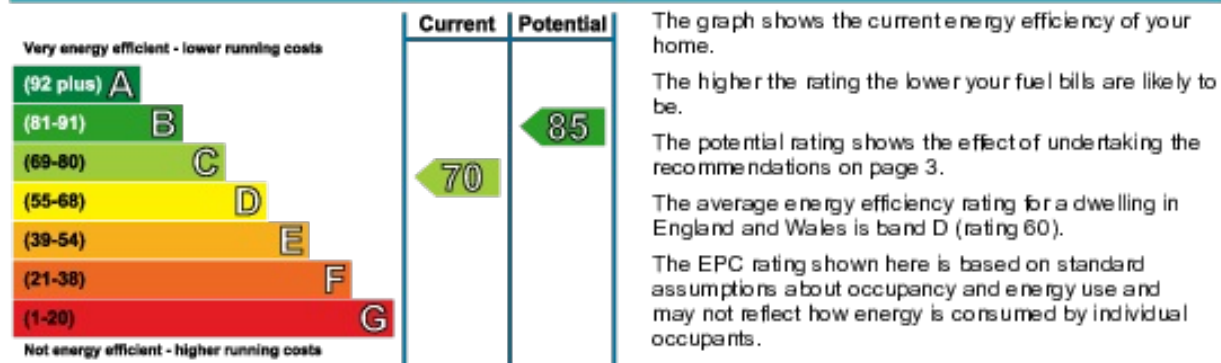 Current Potential
Very energy efficient - lower running costs
(92 plus) A
(81-91) B
(69-80) C
(55-68) D
(39-54) E
(21-38) F
(1-20) G
Not energy efficient - higher running costs
70
85
The graph shows the current energy efficiency of your
home.
The higher the rating the lower your fuel bills are likely to
be.
The potential rating shows the effect of undertaking the
recommendations on page 3.
The average energy efficiency rating for a dwelling in
England and Wales is band D (rating 60).
The EPC rating shown here is based on standard
assumptions about occupancy and energy use and
may not reflect how energy is consumed by individual
occupants.